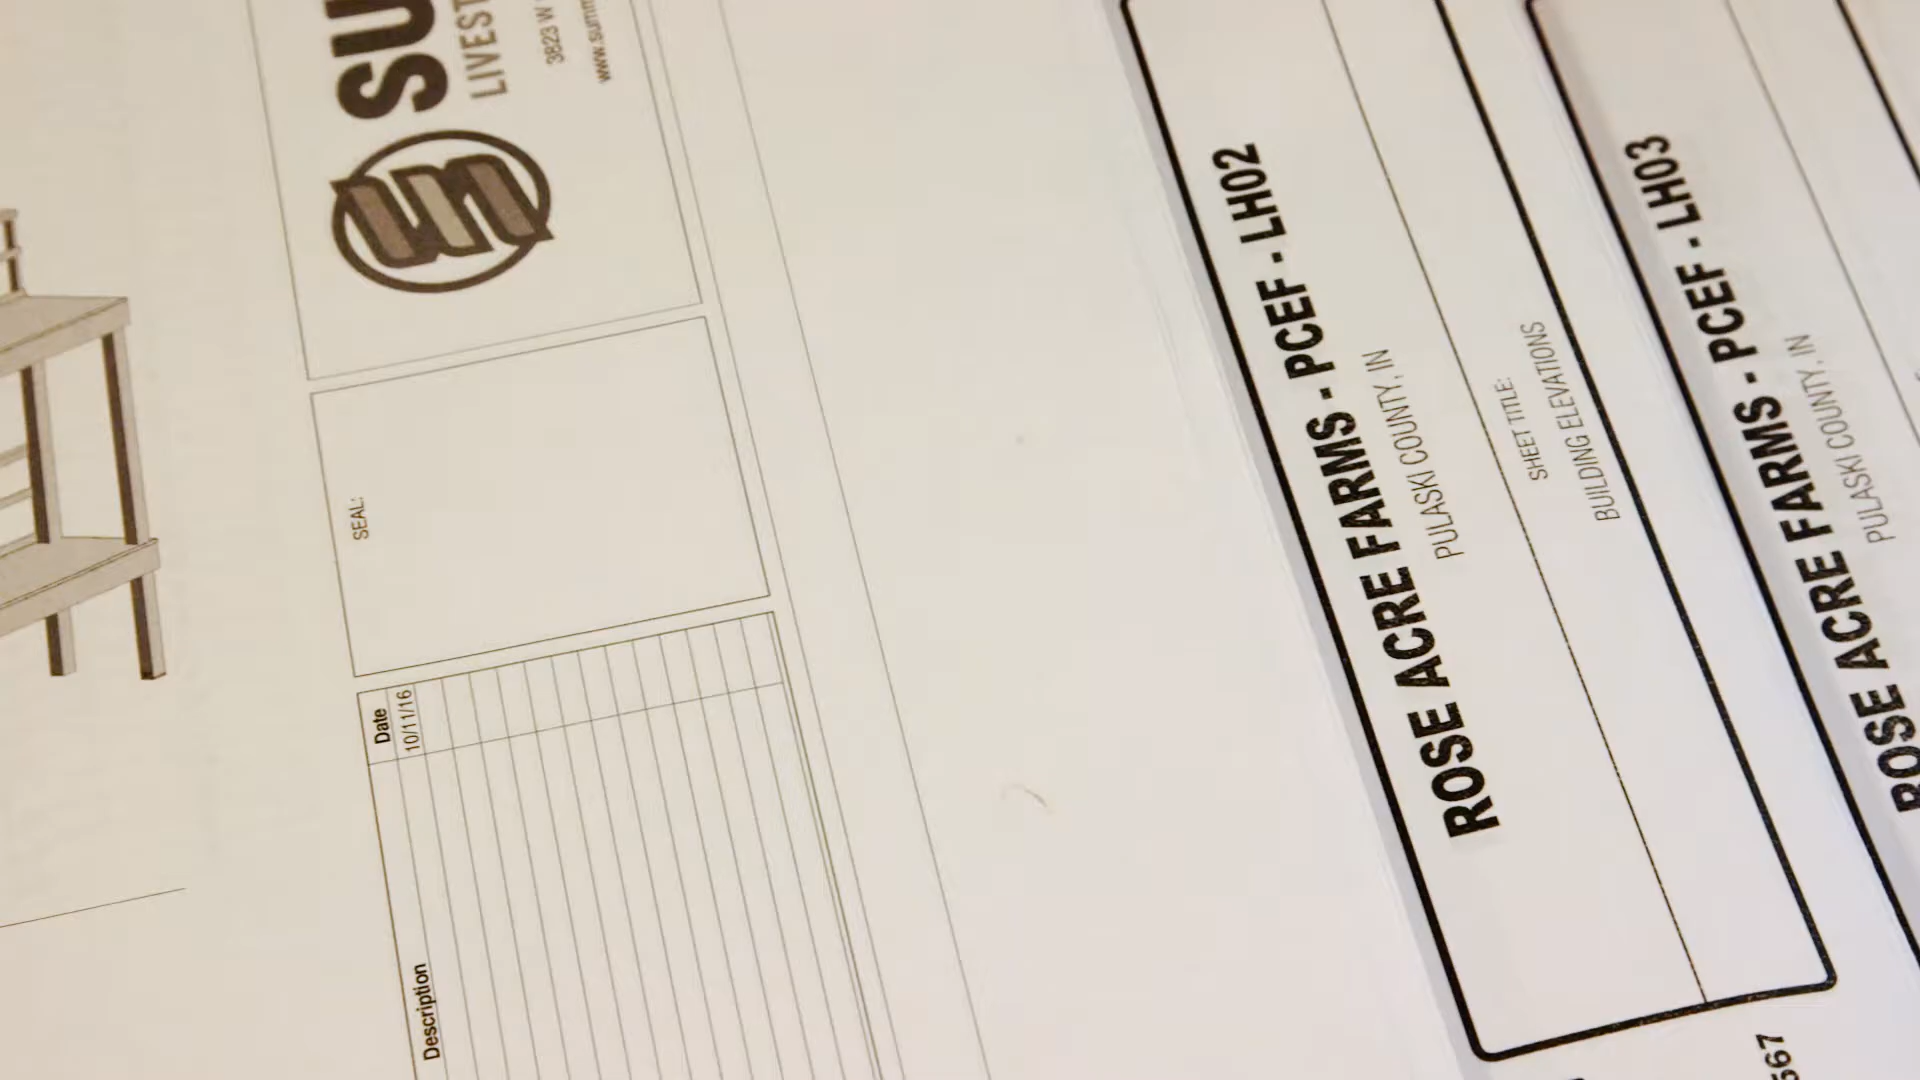 SU
LIVEST
3823 W
www.summ
SEAL:
Date
10/11/16
Description
ROSE ACRE FARMS - PCEF - LH02
PULASKI COUNTY, IN
SHEET TITLE:
BUILDING ELEVATIONS
567
ROSE ACRE FARMS - PCEF - LH03
PULASKI COUNTY, IN